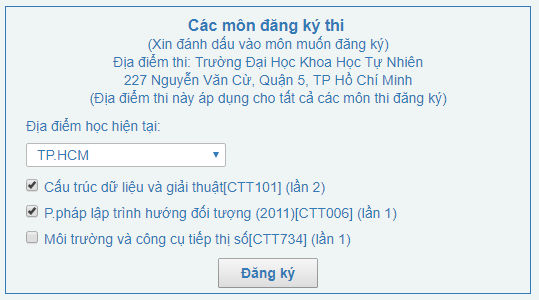 Các môn đăng ký thi
(Xin đánh dấu vào môn muốn đăng ký)
Địa điểm thi: Trường Đại Học Khoa Học Tự Nhiên
227 Nguyễn Văn Cừ, Quận 5, TP Hồ Chí Minh
(Địa điểm thi này áp dụng cho tất cả các môn thi đăng ký)
Địa điểm học hiện tại:
TP.HCM
Cấu trúc dữ liệu và giải thuật[CTT101] (lần 2)
P.pháp lập trình hướng đối tượng (2011)[CTT006] (lần 1)
Môi trường và công cụ tiếp thị số[CTT734] (lần 1)
Đăng ký